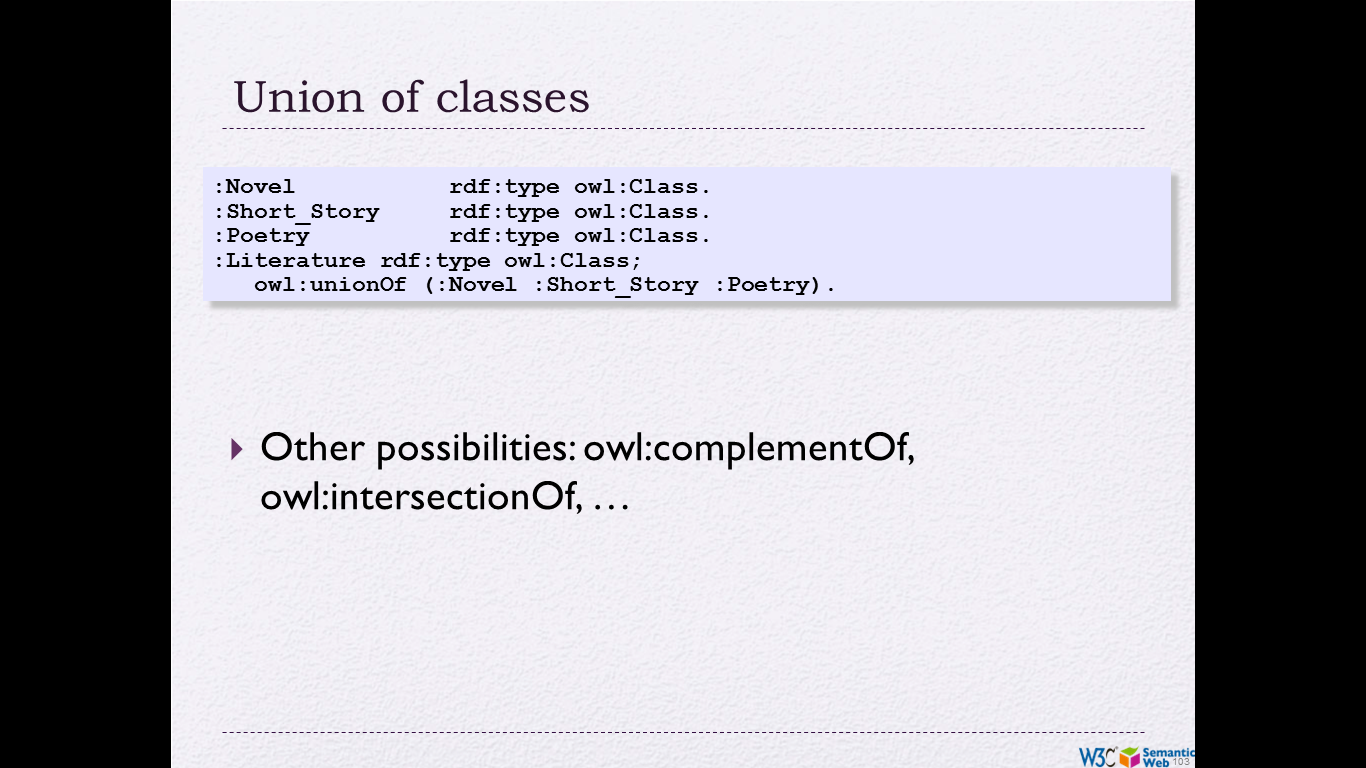 Union of classes
:Novel           rdf:type owl:Class.
:Short_Story     rdf:type owl:Class.
:Poetry          rdf:type owl:Class.
:Literature rdf:type owl:Class;
   owl:unionOf (:Novel :Short_Story :Poetry).
Other possibilities: owl:complementOf,
owl:intersectionOf, …
W3C Semantic
Web 103